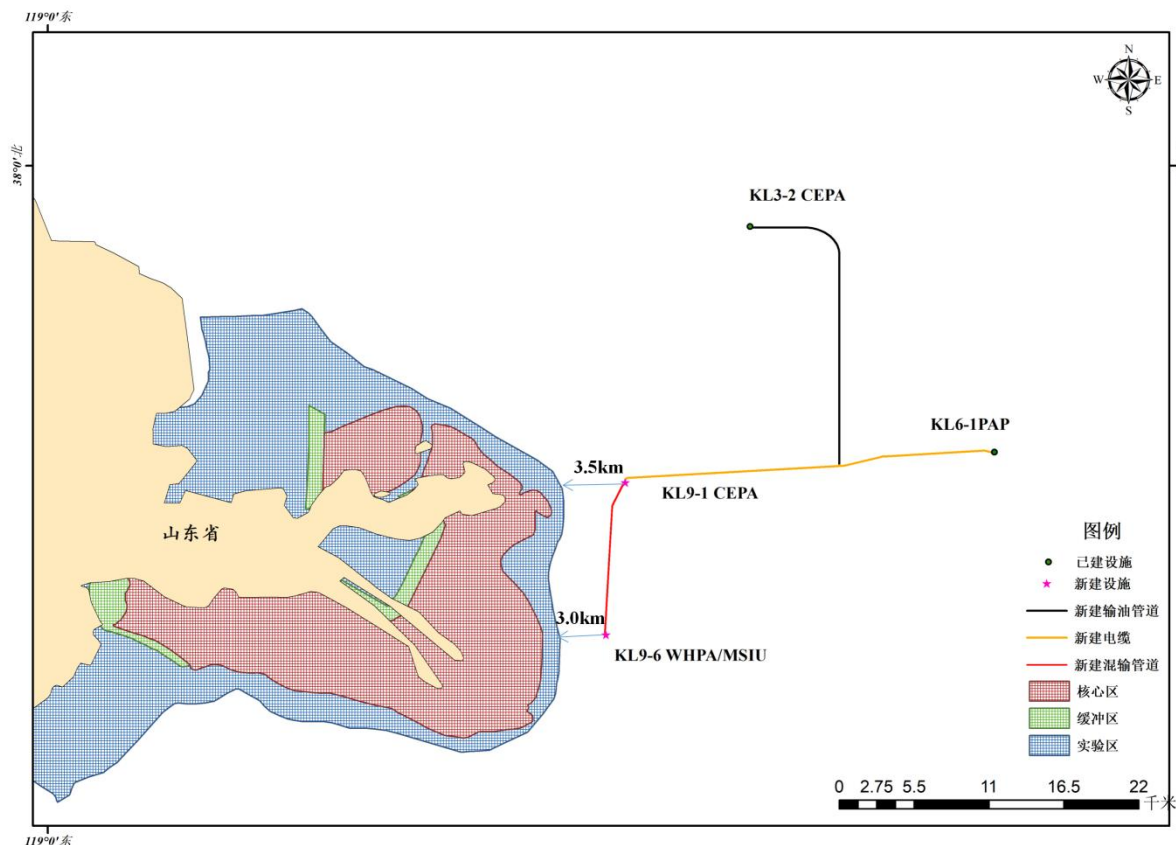 119°0'东
N
W
E
S
38°0'北
KL3-2 CEPA
KL6-1PAP
3.5km
KL9-1 CEPA
山东省
3.0km
KL9-6 WHPA/MSIU
图例
已建设施
新建设施
新建输油管道
新建电缆
新建混输管道
核心区
缓冲区
实验区
0 2.75 5.5 11 16.5 22
千米
119°0'东